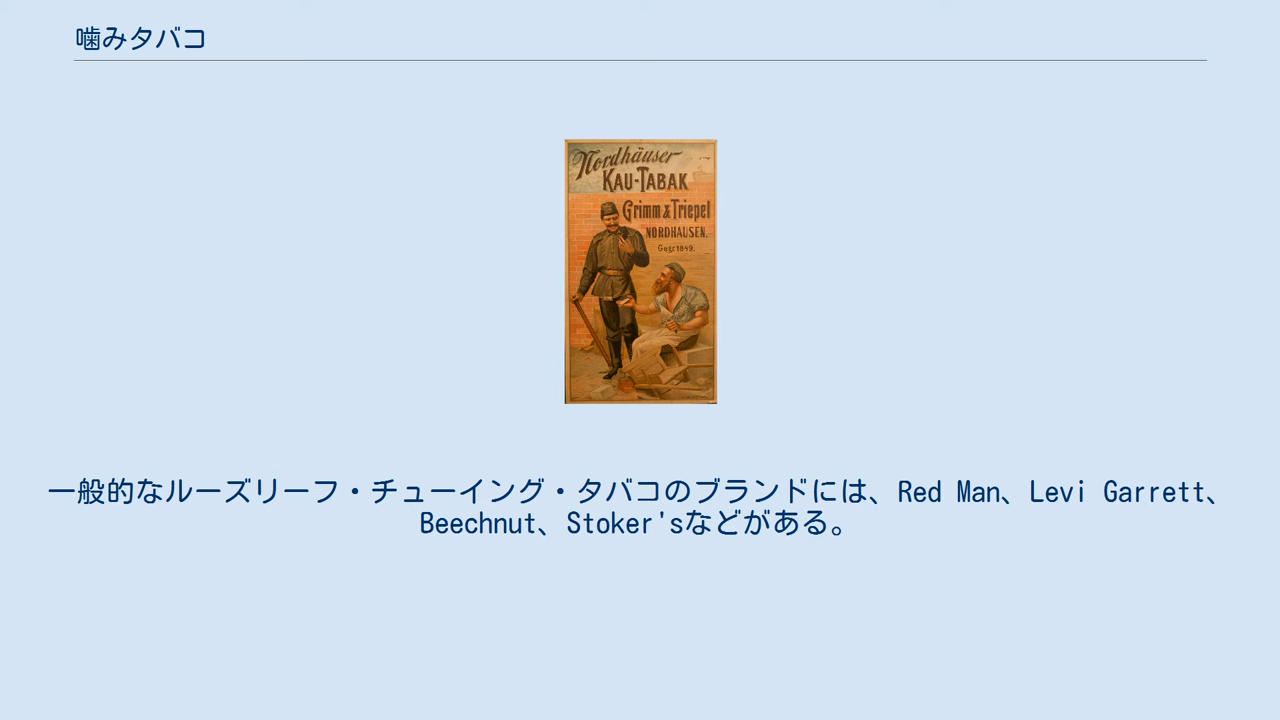 噛みタバコ
Nordhäuser
KAU-TABAK
Grimm & Triepel
NORDHAUSEN.
Gegr. 1849.
一般的なルーズリーフ・チューイング・タバコのブランドには、Red Man、Levi Garrett、
Beechnut、Stoker'sなどがある。